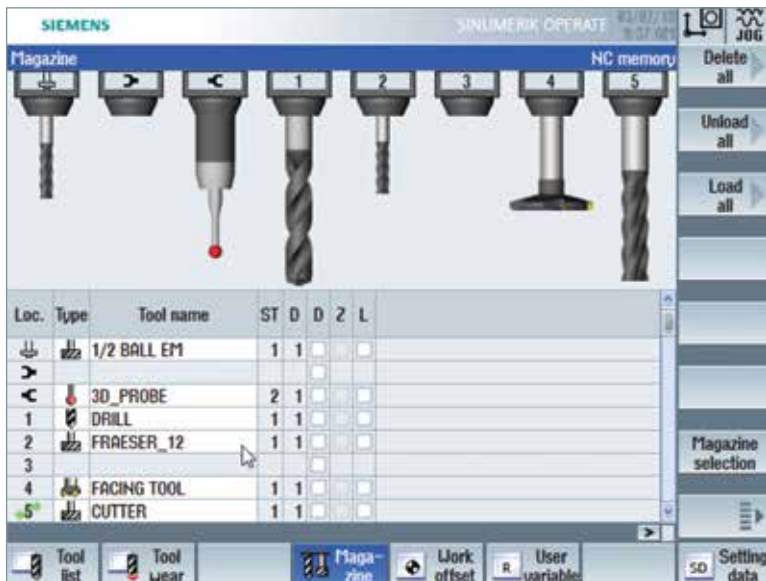 SIEMENS
SINUMERIK OPERATE
JOG
Magazine
NC memory
Delete
all
1
2
3
4
5
Unload
all
Load
all
Loc. Type Tool name ST D D Z L
1/2 BALL EM 1 1
3D_PROBE 2 1
1 DRILL 1 1
2 FRAESER_12 1 1
3
4 FACING TOOL 1 1
5 CUTTER 1 1
Magazine
selection
Tool
list
Tool
wear
Maga-
zine
Work
offset
R User
variable
SD Setting
data